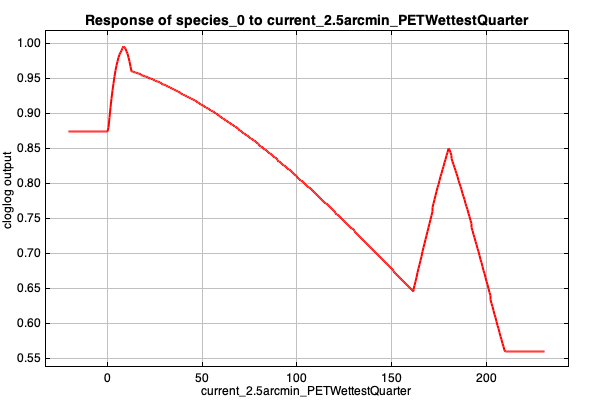 Response of species_0 to current_2.5arcmin_PETWettestQuarter
1.00
0.95
0.90
0.85
0.80
0.75
0.70
0.65
0.60
0.55
cloglog output
0 50 100 150 200
current_2.5arcmin_PETWettestQuarter